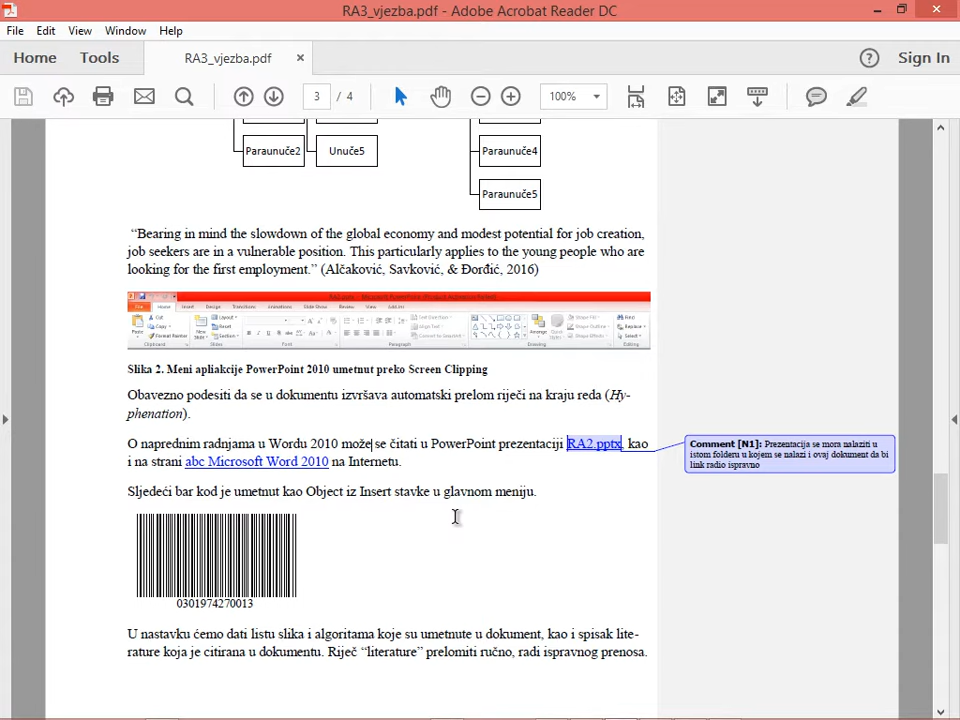 RA3_vjezba.pdf - Adobe Acrobat Reader DC
File Edit View Window Help
Home Tools RA3_vjezba.pdf × Sign In
3 / 4 100%
Paraunuče2 Unuče5 Paraunuče4
Paraunuče5
“Bearing in mind the slowdown of the global economy and modest potential for job creation,
job seekers are in a vulnerable position. This particularly applies to the young people who are
looking for the first employment.” (Alčaković, Savković, & Đorđić, 2016)
Slika 2. Meni apliakcije PowerPoint 2010 umetnut preko Screen Clipping
Obavezno podesiti da se u dokumentu izvršava automatski prelom riječi na kraju reda (Hy-
phenation).
O naprednim radnjama u Wordu 2010 može se čitati u PowerPoint prezentaciji RA2.pptx, kao
i na strani abc Microsoft Word 2010 na Internetu.
Comment [N1]: Prezentacija se mora nalaziti u
istom folderu u kojem se nalazi i ovaj dokument da bi
link radio ispravno
Sljedeći bar kod je umetnut kao Object iz Insert stavke u glavnom meniju.
0301974270013
U nastavku ćemo dati listu slika i algoritama koje su umetnute u dokument, kao i spisak lite-
rature koja je citirana u dokumentu. Riječ “literature” prelomiti ručno, radi ispravnog prenosa.